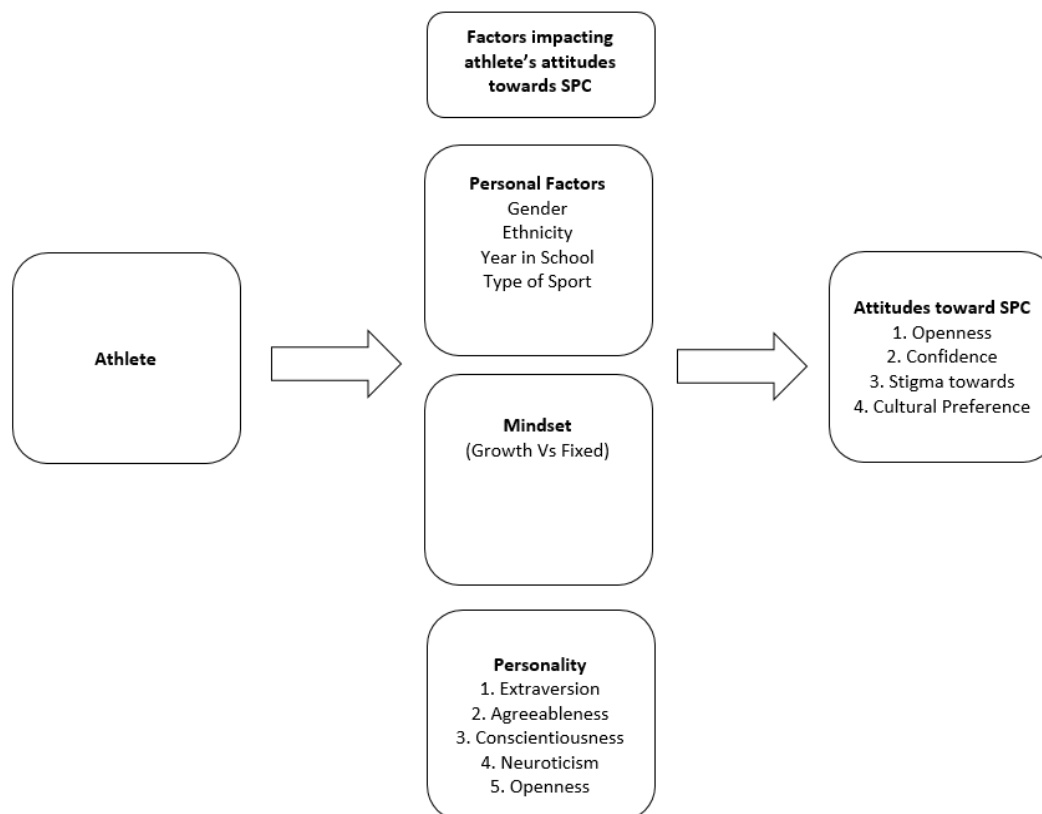 Factors impacting
athlete’s attitudes
towards SPC
Personal Factors
Gender
Ethnicity
Year in School
Type of Sport
Athlete
Attitudes toward SPC
1. Openness
2. Confidence
3. Stigma towards
4. Cultural Preference
Mindset
(Growth Vs Fixed)
Personality
1. Extraversion
2. Agreeableness
3. Conscientiousness
4. Neuroticism
5. Openness